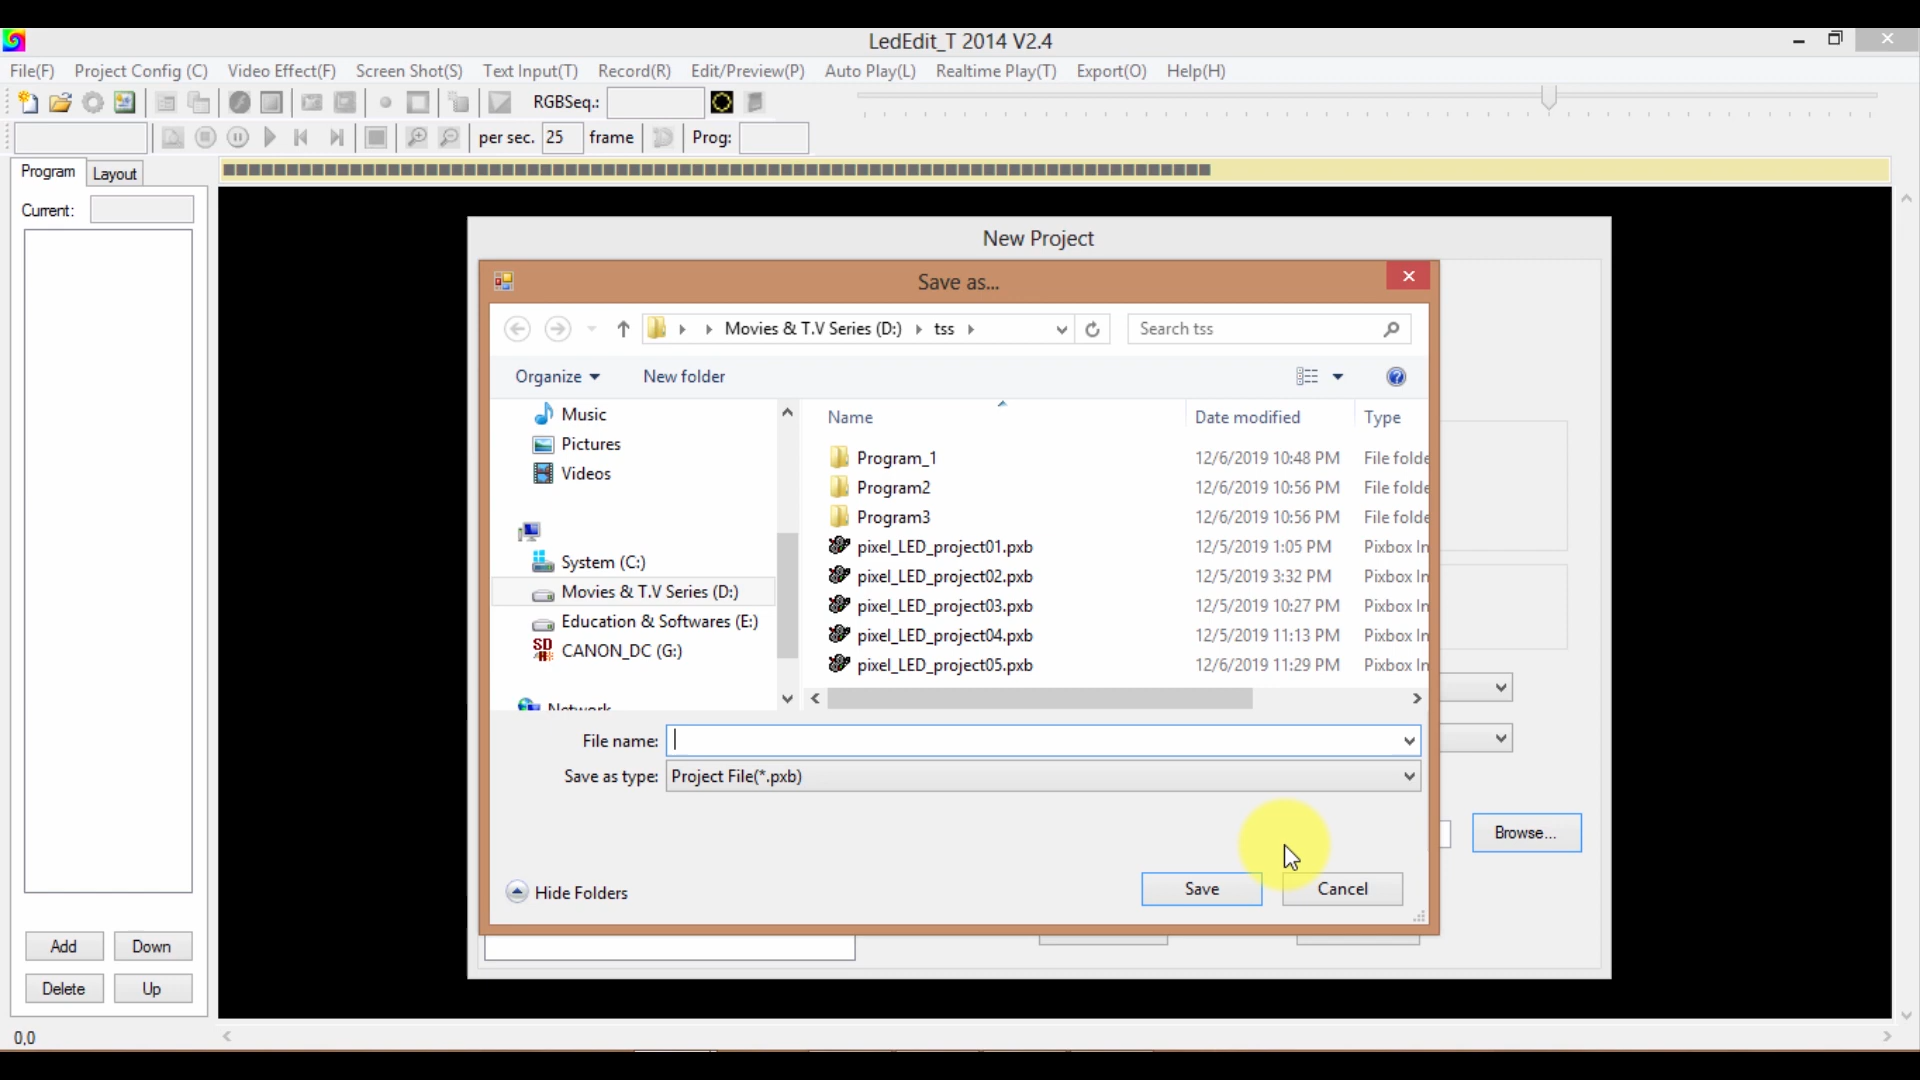 LedEdit_T 2014 V2.4
File(F) Project Config (C) Video Effect(F) Screen Shot(S) Text Input(T) Record(R) Edit/Preview(P) Auto Play(L) Realtime Play(T) Export(O) Help(H)
RGBSeq.:
per sec. 25 frame Prog:
Program Layout
Current:
New Project
Save as...
Movies & T.V Series (D:) tss
Search tss
Organize New folder
Music
Pictures
Videos
System (C:)
Movies & T.V Series (D:)
Education & Softwares (E:)
CANON_DC (G:)
Network
Name Date modified Type
Program_1 12/6/2019 10:48 PM File folde
Program2 12/6/2019 10:56 PM File folde
Program3 12/6/2019 10:56 PM File folde
pixel_LED_project01.pxb 12/5/2019 1:05 PM Pixbox In
pixel_LED_project02.pxb 12/5/2019 3:32 PM Pixbox In
pixel_LED_project03.pxb 12/5/2019 10:27 PM Pixbox In
pixel_LED_project04.pxb 12/5/2019 11:13 PM Pixbox In
pixel_LED_project05.pxb 12/6/2019 11:29 PM Pixbox In
File name:
Save as type: Project File(*.pxb)
Browse...
Hide Folders Save Cancel
Add Down
Delete Up
0,0